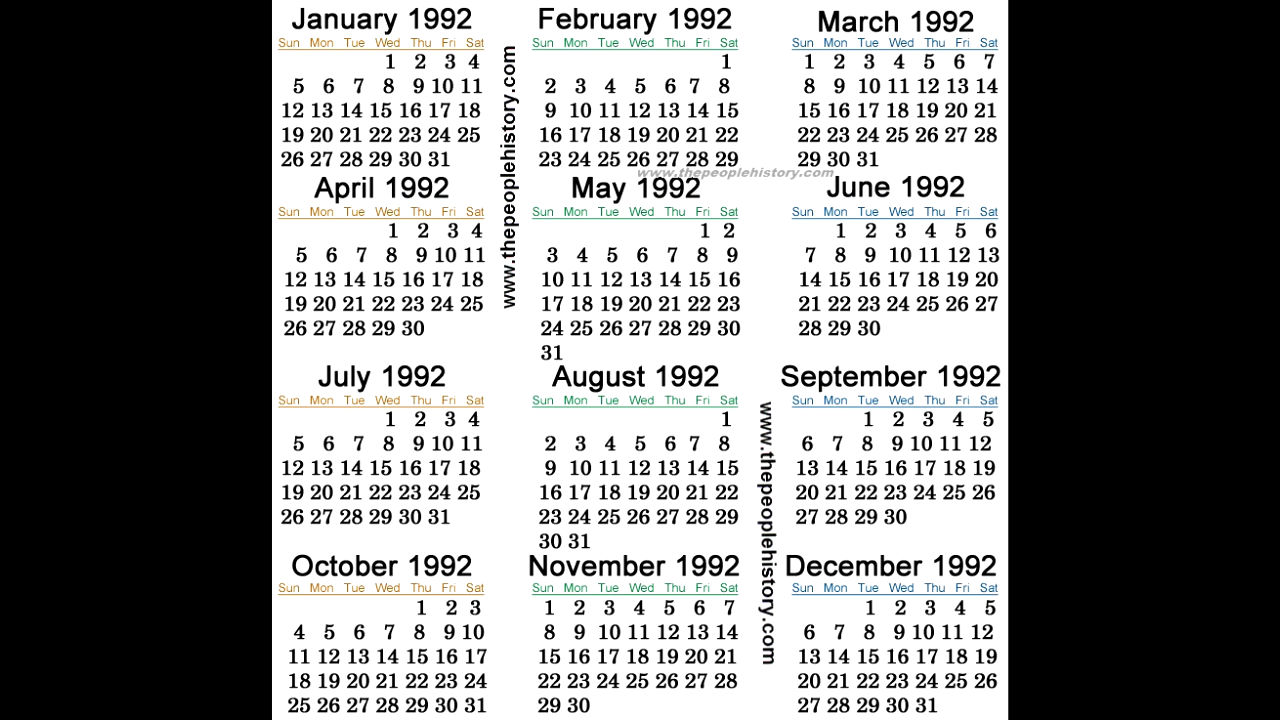 January 1992
Sun Mon Tue Wed Thu Fri Sat
1 2 3 4
5 6 7 8 9 10 11
12 13 14 15 16 17 18
19 20 21 22 23 24 25
26 27 28 29 30 31
February 1992
Sun Mon Tue Wed Thu Fri Sat
1
2 3 4 5 6 7 8
9 10 11 12 13 14 15
16 17 18 19 20 21 22
23 24 25 26 27 28 29
March 1992
Sun Mon Tue Wed Thu Fri Sat
1 2 3 4 5 6 7
8 9 10 11 12 13 14
15 16 17 18 19 20 21
22 23 24 25 26 27 28
29 30 31
www.thepeoplehistory.com
www.thepeoplehistory.com
April 1992
Sun Mon Tue Wed Thu Fri Sat
1 2 3 4
5 6 7 8 9 10 11
12 13 14 15 16 17 18
19 20 21 22 23 24 25
26 27 28 29 30
May 1992
Sun Mon Tue Wed Thu Fri Sat
1 2
3 4 5 6 7 8 9
10 11 12 13 14 15 16
17 18 19 20 21 22 23
24 25 26 27 28 29 30
31
June 1992
Sun Mon Tue Wed Thu Fri Sat
1 2 3 4 5 6
7 8 9 10 11 12 13
14 15 16 17 18 19 20
21 22 23 24 25 26 27
28 29 30
July 1992
Sun Mon Tue Wed Thu Fri Sat
1 2 3 4
5 6 7 8 9 10 11
12 13 14 15 16 17 18
19 20 21 22 23 24 25
26 27 28 29 30 31
August 1992
Sun Mon Tue Wed Thu Fri Sat
1
2 3 4 5 6 7 8
9 10 11 12 13 14 15
16 17 18 19 20 21 22
23 24 25 26 27 28 29
30 31
September 1992
Sun Mon Tue Wed Thu Fri Sat
1 2 3 4 5
6 7 8 9 10 11 12
13 14 15 16 17 18 19
20 21 22 23 24 25 26
27 28 29 30
www.thepeoplehistory.com
October 1992
Sun Mon Tue Wed Thu Fri Sat
1 2 3
4 5 6 7 8 9 10
11 12 13 14 15 16 17
18 19 20 21 22 23 24
25 26 27 28 29 30 31
November 1992
Sun Mon Tue Wed Thu Fri Sat
1 2 3 4 5 6 7
8 9 10 11 12 13 14
15 16 17 18 19 20 21
22 23 24 25 26 27 28
29 30
December 1992
Sun Mon Tue Wed Thu Fri Sat
1 2 3 4 5
6 7 8 9 10 11 12
13 14 15 16 17 18 19
20 21 22 23 24 25 26
27 28 29 30 31